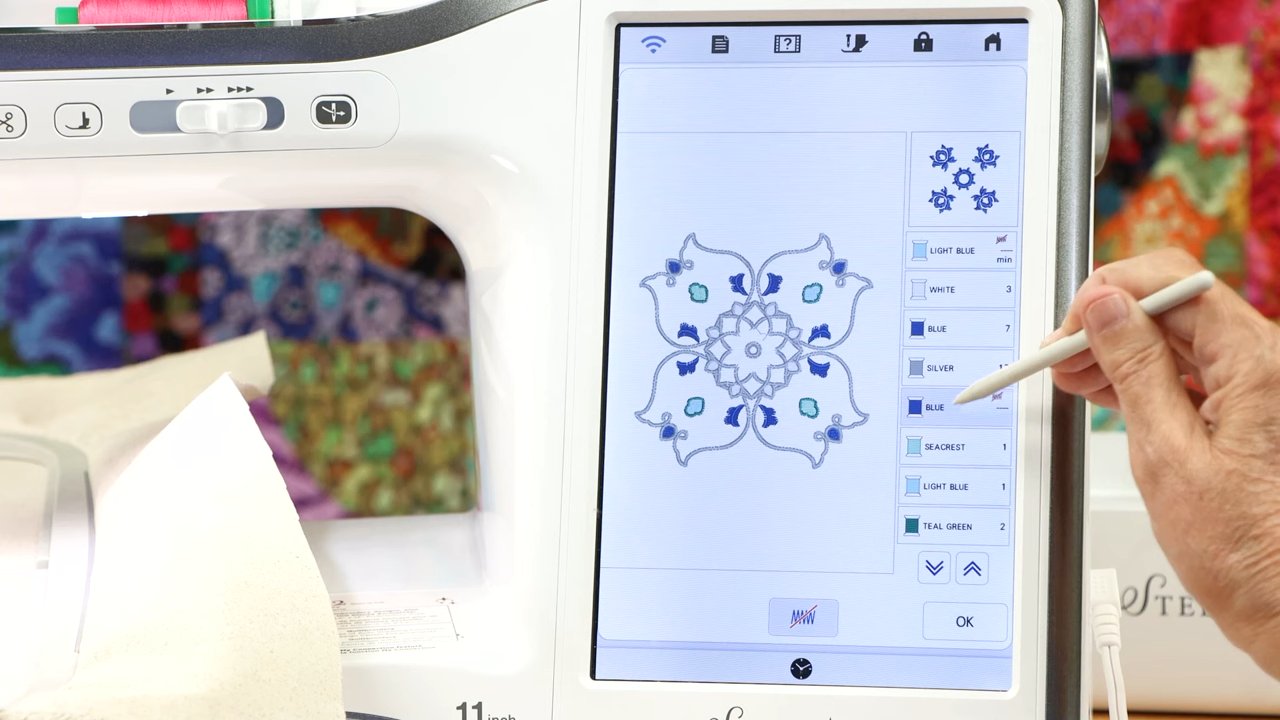 ?
LIGHT BLUE
min
WHITE 3
BLUE 7
SILVER
BLUE
SEACREST 1
LIGHT BLUE 1
TEAL GREEN 2
OK
11 inch